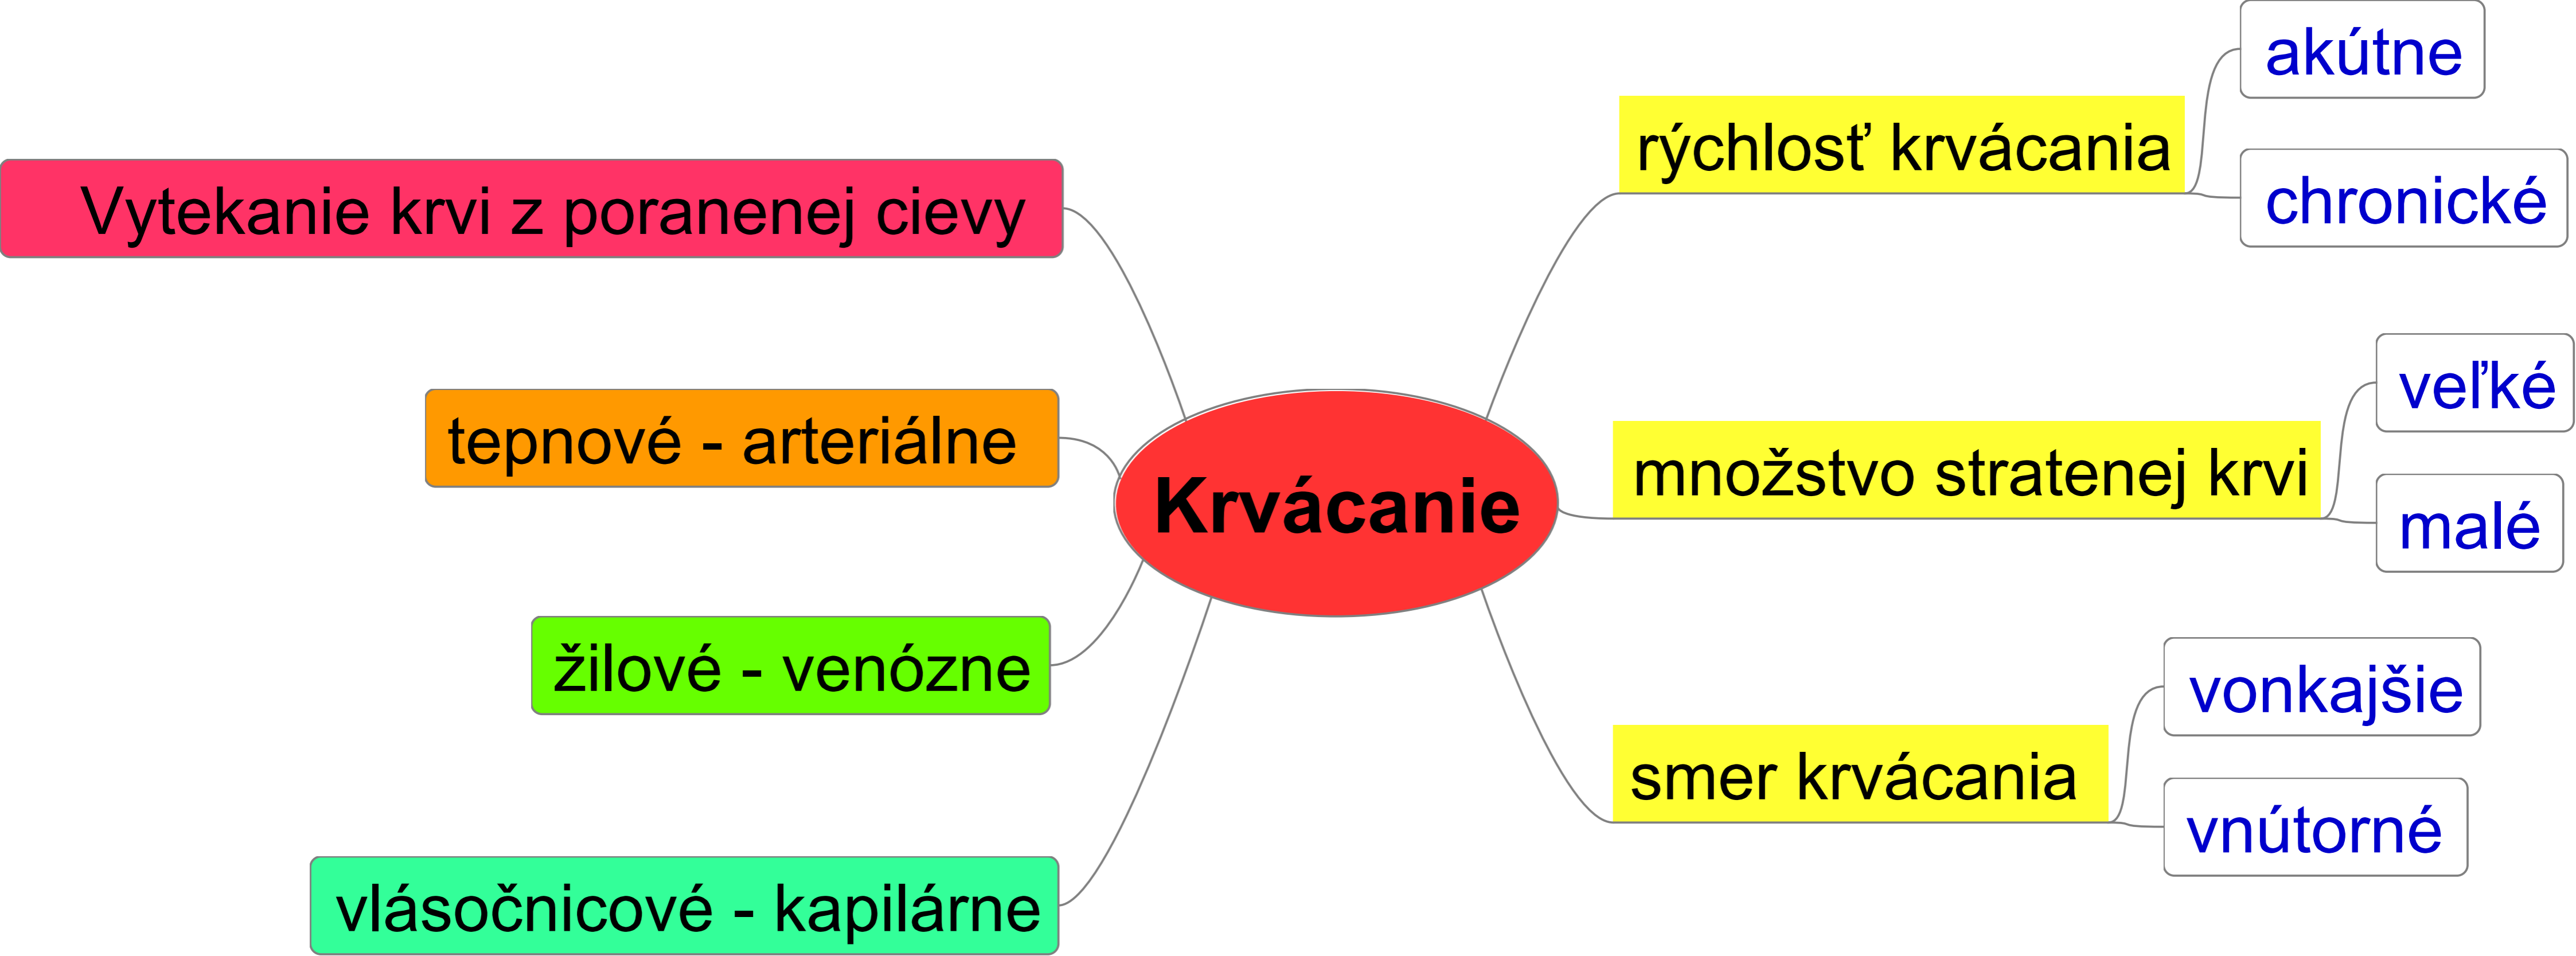 Krvácanie
Vytekanie krvi z poranenej cievy
tepnové - arteriálne
žilové - venózne
vlásočnicové - kapilárne
rýchlosť krvácania
akútne
chronické
množstvo stratenej krvi
veľké
malé
smer krvácania
vonkajšie
vnútorné